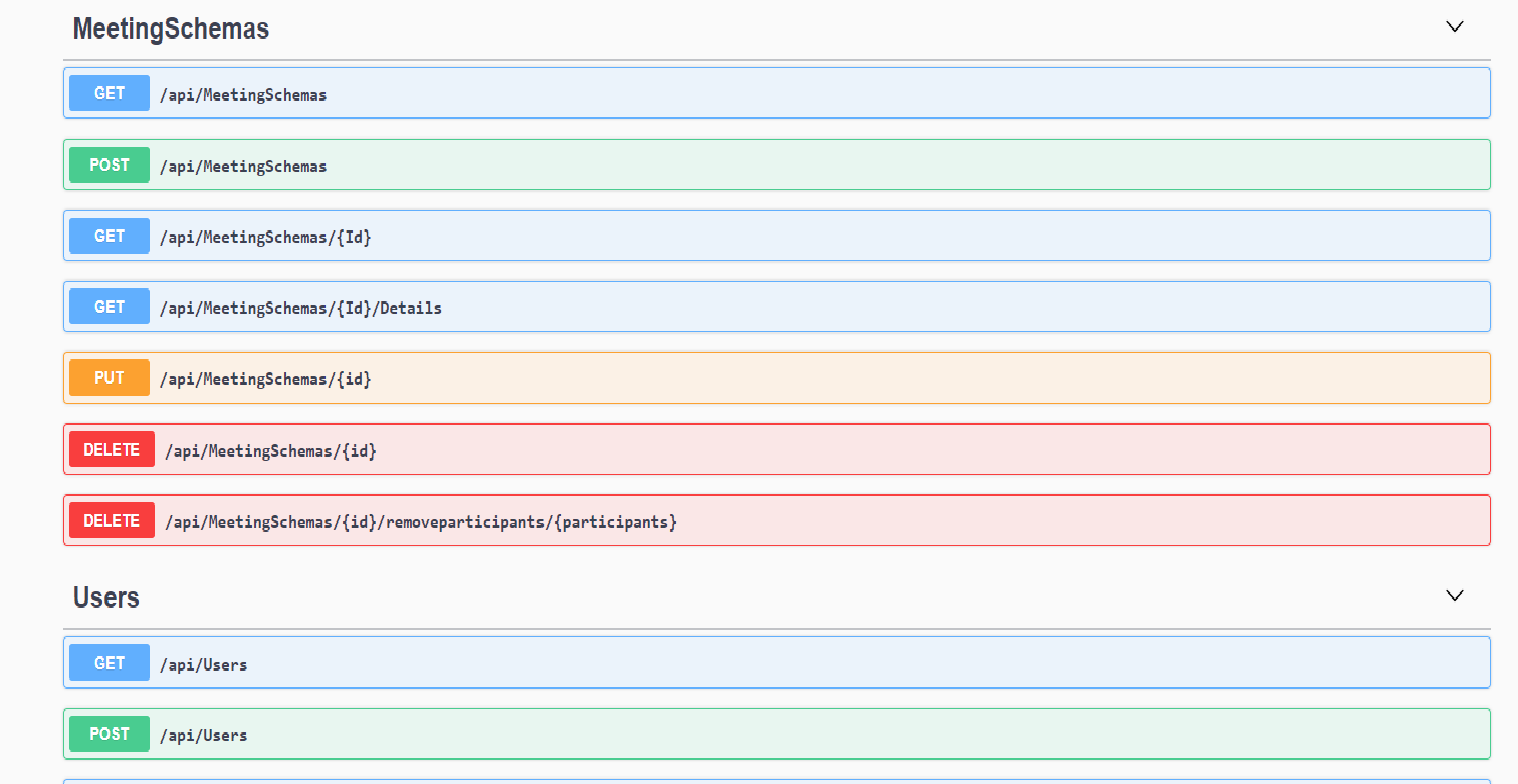 MeetingSchemas
GET /api/MeetingSchemas
POST /api/MeetingSchemas
GET /api/MeetingSchemas/{Id}
GET /api/MeetingSchemas/{Id}/Details
PUT /api/MeetingSchemas/{id}
DELETE /api/MeetingSchemas/{id}
DELETE /api/MeetingSchemas/{id}/removeparticipants/{participants}
Users
GET /api/Users
POST /api/Users